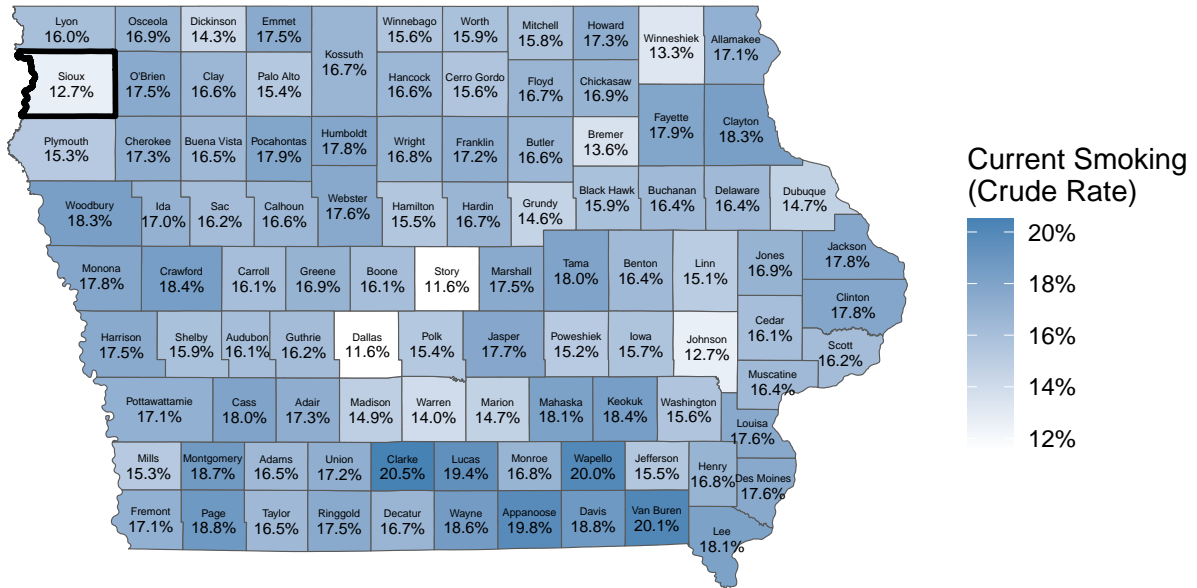 Lyon
16.0%
Osceola
16.9%
Dickinson
14.3%
Emmet
17.5%
Kossuth
16.7%
Winnebago
15.6%
Worth
15.9%
Mitchell
15.8%
Howard
17.3%
Winneshiek
13.3%
Allamakee
17.1%
Sioux
12.7%
O'Brien
17.5%
Clay
16.6%
Palo Alto
15.4%
Hancock
16.6%
Cerro Gordo
15.6%
Floyd
16.7%
Chickasaw
16.9%
Fayette
17.9%
Clayton
18.3%
Plymouth
15.3%
Cherokee
17.3%
Buena Vista
16.5%
Pocahontas
17.9%
Humboldt
17.8%
Wright
16.8%
Franklin
17.2%
Butler
16.6%
Bremer
13.6%
Woodbury
18.3%
Ida
17.0%
Sac
16.2%
Calhoun
16.6%
Webster
17.6%
Hamilton
15.5%
Hardin
16.7%
Grundy
14.6%
Black Hawk
15.9%
Buchanan
16.4%
Delaware
16.4%
Dubuque
14.7%
Monona
17.8%
Crawford
18.4%
Carroll
16.1%
Greene
16.9%
Boone
16.1%
Story
11.6%
Marshall
17.5%
Tama
18.0%
Benton
16.4%
Linn
15.1%
Jones
16.9%
Jackson
17.8%
Clinton
17.8%
Harrison
17.5%
Shelby
15.9%
Audubon
16.1%
Guthrie
16.2%
Dallas
11.6%
Polk
15.4%
Jasper
17.7%
Poweshiek
15.2%
Iowa
15.7%
Johnson
12.7%
Cedar
16.1%
Scott
16.2%
Muscatine
16.4%
Pottawattamie
17.1%
Cass
18.0%
Adair
17.3%
Madison
14.9%
Warren
14.0%
Marion
14.7%
Mahaska
18.1%
Keokuk
18.4%
Washington
15.6%
Louisa
17.6%
Mills
15.3%
Montgomery
18.7%
Adams
16.5%
Union
17.2%
Clarke
20.5%
Lucas
19.4%
Monroe
16.8%
Wapello
20.0%
Jefferson
15.5%
Henry
16.8%
Des Moines
17.6%
Fremont
17.1%
Page
18.8%
Taylor
16.5%
Ringgold
17.5%
Decatur
16.7%
Wayne
18.6%
Appanoose
19.8%
Davis
18.8%
Van Buren
20.1%
Lee
18.1%
Current Smoking
(Crude Rate)
20%
18%
16%
14%
12%